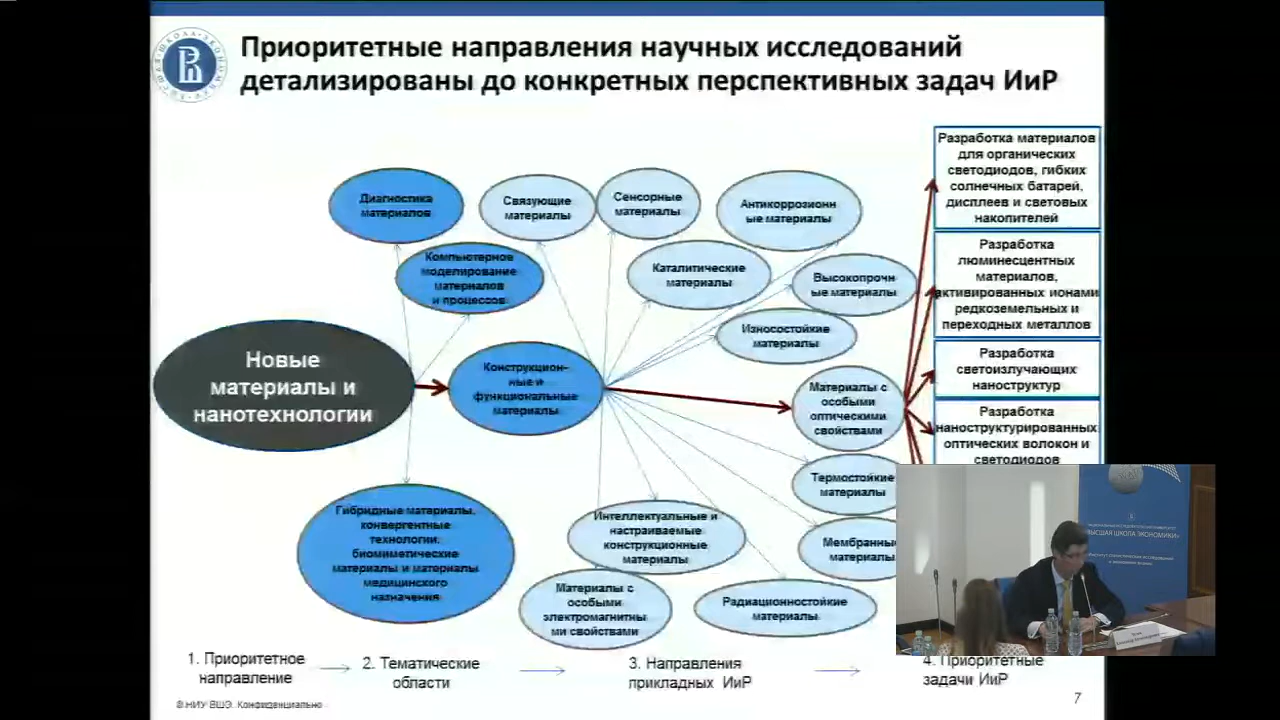 Приоритетные направления научных исследований
детализированы до конкретных перспективных задач ИиР
Диагностика
материалов
Связующие
материалы
Сенсорные
материалы
Антикоррозионн
ые материалы
Компьютерное
моделирование
материалов
и процессов
Каталитические
материалы
Высокопрочн
ые материалы
Износостойкие
материалы
Новые
материалы и
нанотехнологии
Конструкцион-
ные и
функциональные
материалы
Материалы с
особыми
оптическими
свойствами
Термостойкие
материалы
Гибридные материалы,
конвергентные
технологии,
биомиметические
материалы и материалы
медицинского
назначения
Интеллектуальные и
настраиваемые
конструкционные
материалы
Мембранны
материалы
Материалы с
особыми
электромагнитны
ми свойствами
Радиационностойкие
материалы
Разработка материалов
для органических
светодиодов, гибких
солнечных батарей,
дисплеев и световых
накопителей
Разработка
люминесцентных
материалов,
активированных ионами
редкоземельных и
переходных металлов
Разработка
светоизлучающих
наноструктур
Разработка
наноструктурированных
оптических волокон и
светодиодов
ВЫСШАЯ ШКОЛА ЭКОНОМИКИ
1. Приоритетное
направление
2. Тематические
области
3. Направления
прикладных ИиР
4. Приоритетные
задачи ИиР
© НИУ ВШЭ. Конфиденциально
7